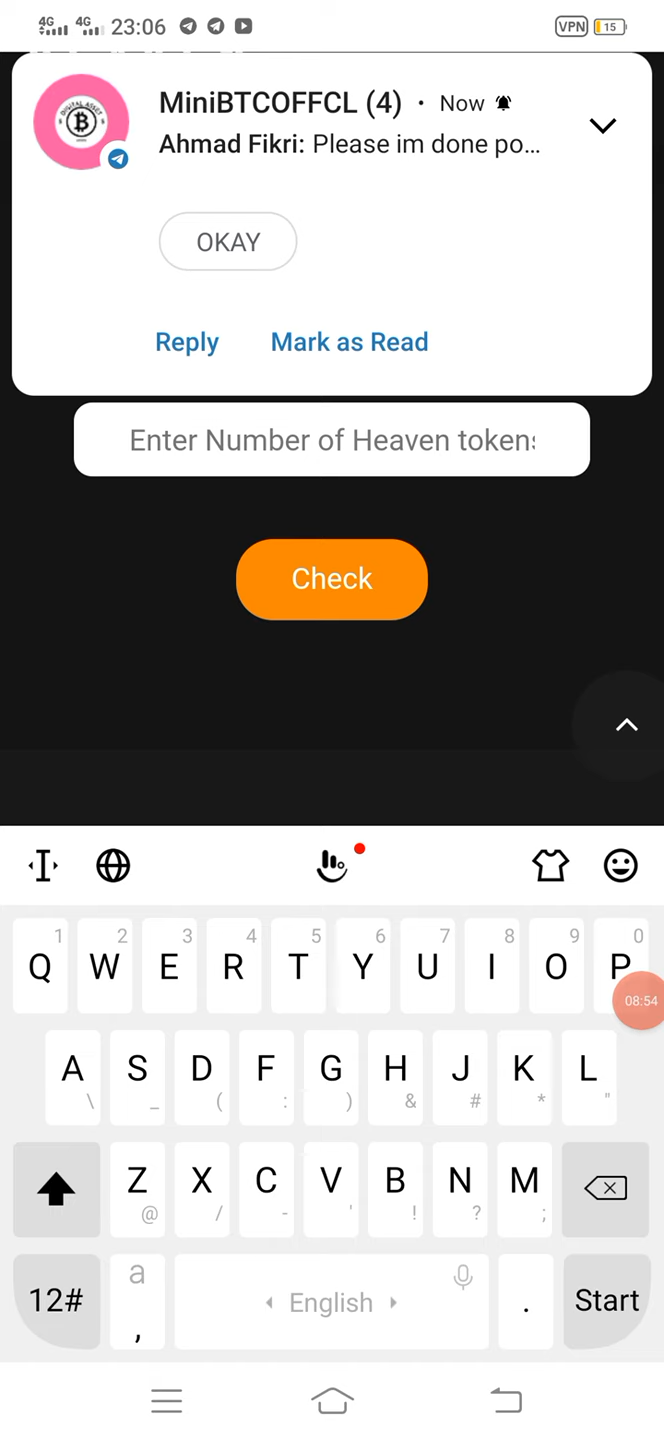 4G 4G 23:06 VPN 15
MiniBTCOFFCL (4) • Now
DIGITAL ASSET
Ahmad Fikri: Please im done po...
OKAY
Reply Mark as Read
Enter Number of Heaven tokens
Check
1 2 3 4 5 6 7 8 9 0
Q W E R T Y U I O P
08:54
A S D F G H J K L
\ _ ( : ) & # * "
Z X C V B N M
@ / - ' ! ? ;
12# a , English . Start